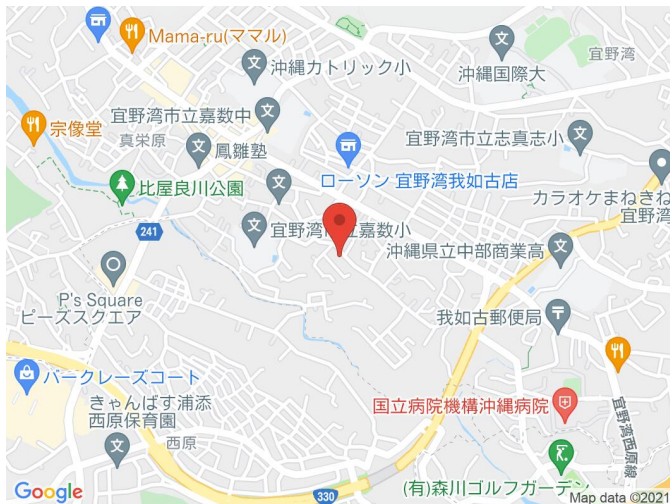 Mama-ru(ママル)
沖縄カトリック小
沖縄国際大
宜野湾
宜野湾市立嘉数中
宗像堂
真栄原
鳳雛塾
宜野湾市立志真志小
ローソン 宜野湾我如古店
比屋良川公園
カラオケまねきね
宜野湾
241
宜野湾市立嘉数小
沖縄県立中部商業高
P's Square
ピーズスクエア
我如古郵便局
バークレーズコート
きゃんぱす浦添
西原保育園
西原
国立病院機構沖縄病院
宜野湾西原線
330
(有)森川ゴルフガーデン
Google
Map data ©2021